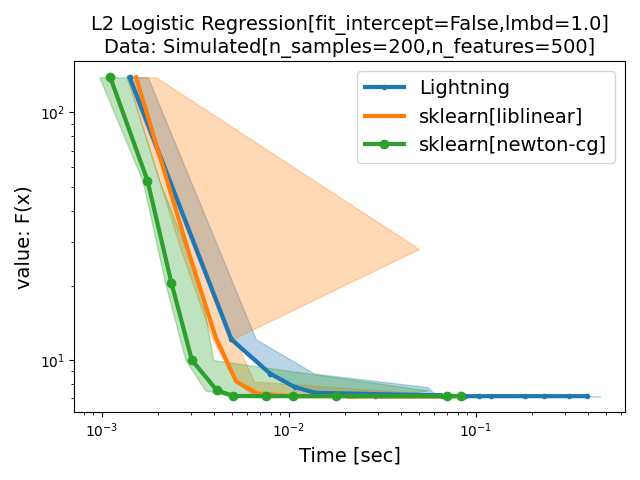 L2 Logistic Regression[fit_intercept=False,lmbd=1.0]
Data: Simulated[n_samples=200,n_features=500]
value: F(x)
10²
10¹
Lightning
sklearn[liblinear]
sklearn[newton-cg]
10⁻³
10⁻²
10⁻¹
Time [sec]